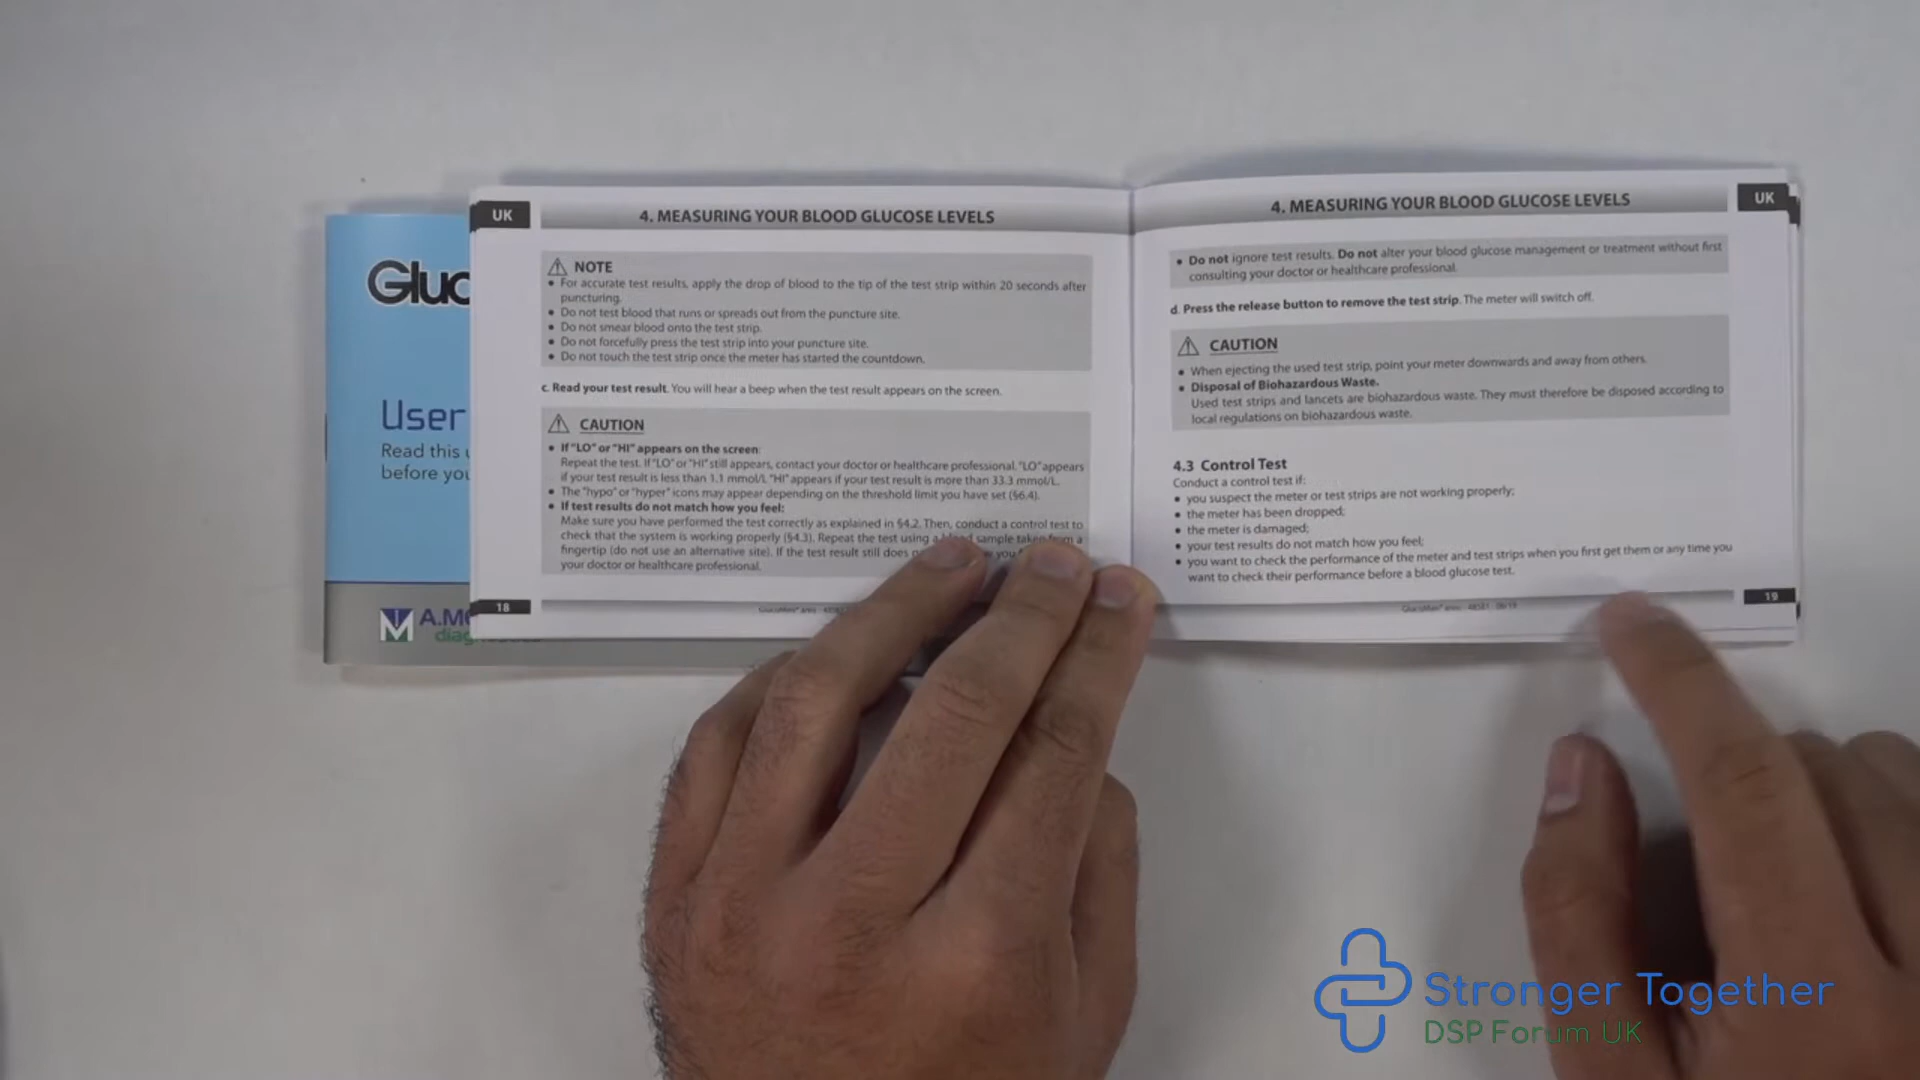 Gluc
User
Read this
before you
A.M
diag
UK
4. MEASURING YOUR BLOOD GLUCOSE LEVELS
NOTE
• For accurate test results, apply the drop of blood to the tip of the test strip within 20 seconds after
puncturing.
• Do not test blood that runs or spreads out from the puncture site.
• Do not smear blood onto the test strip.
• Do not forcefully press the test strip into your puncture site.
• Do not touch the test strip once the meter has started the countdown.
c. Read your test result. You will hear a beep when the test result appears on the screen.
CAUTION
• If "LO" or "HI" appears on the screen:
Repeat the test. If "LO" or "HI" still appears, contact your doctor or healthcare professional. "LO" appears
if your test result is less than 1.1 mmol/L. "HI" appears if your test result is more than 33.3 mmol/L.
• The "hypo" or "hyper" icons may appear depending on the threshold limit you have set (§6.4).
• If test results do not match how you feel:
Make sure you have performed the test correctly as explained in §4.2. Then, conduct a control test to
check that the system is working properly (§4.3). Repeat the test using a blood sample taken from a
fingertip (do not use an alternative site). If the test result still does
your doctor or healthcare professional.
18
4. MEASURING YOUR BLOOD GLUCOSE LEVELS
UK
• Do not ignore test results. Do not alter your blood glucose management or treatment without first
consulting your doctor or healthcare professional.
d. Press the release button to remove the test strip. The meter will switch off.
CAUTION
• When ejecting the used test strip, point your meter downwards and away from others.
• Disposal of Biohazardous Waste.
Used test strips and lancets are biohazardous waste. They must therefore be disposed according to
local regulations on biohazardous waste.
4.3 Control Test
Conduct a control test if:
• you suspect the meter or test strips are not working properly;
• the meter has been dropped;
• the meter is damaged;
• your test results do not match how you feel;
• you want to check the performance of the meter and test strips when you first get them or any time you
want to check their performance before a blood glucose test.
19
Stronger Together
DSP Forum UK